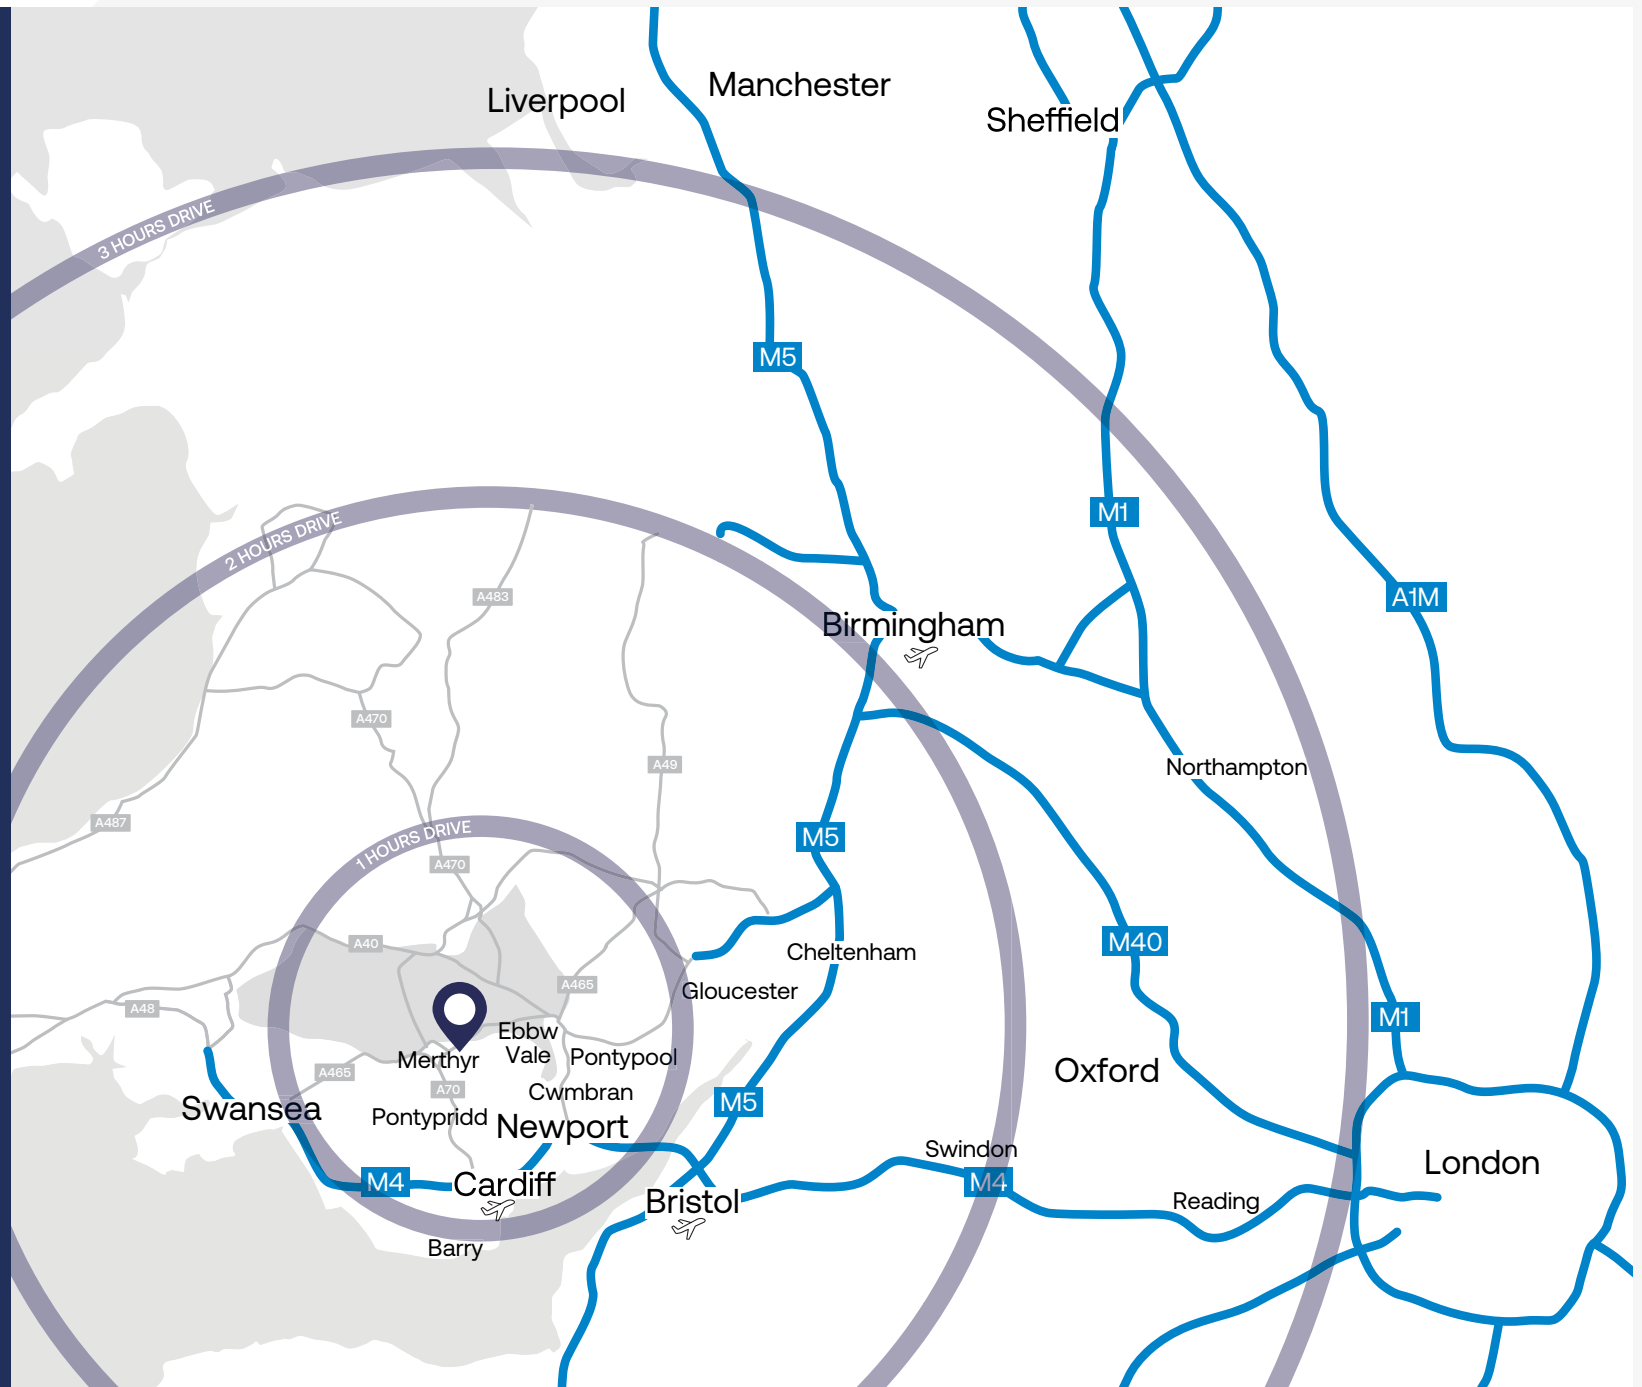 Manchester
Liverpool
Sheffield
3 HOURS DRIVE
M5
M1
2 HOURS DRIVE
A483
A1M
Birmingham
A470
A49
Northampton
A487
1 HOURS DRIVE
M5
A470
A40
M40
Cheltenham
A465
Gloucester
A48
M1
Ebbw
Vale
Merthyr
Pontypool
A465
Oxford
A70
Cwmbran
M5
Swansea
Pontypridd
Newport
Swindon
London
M4
Cardiff
M4
Bristol
Reading
Barry